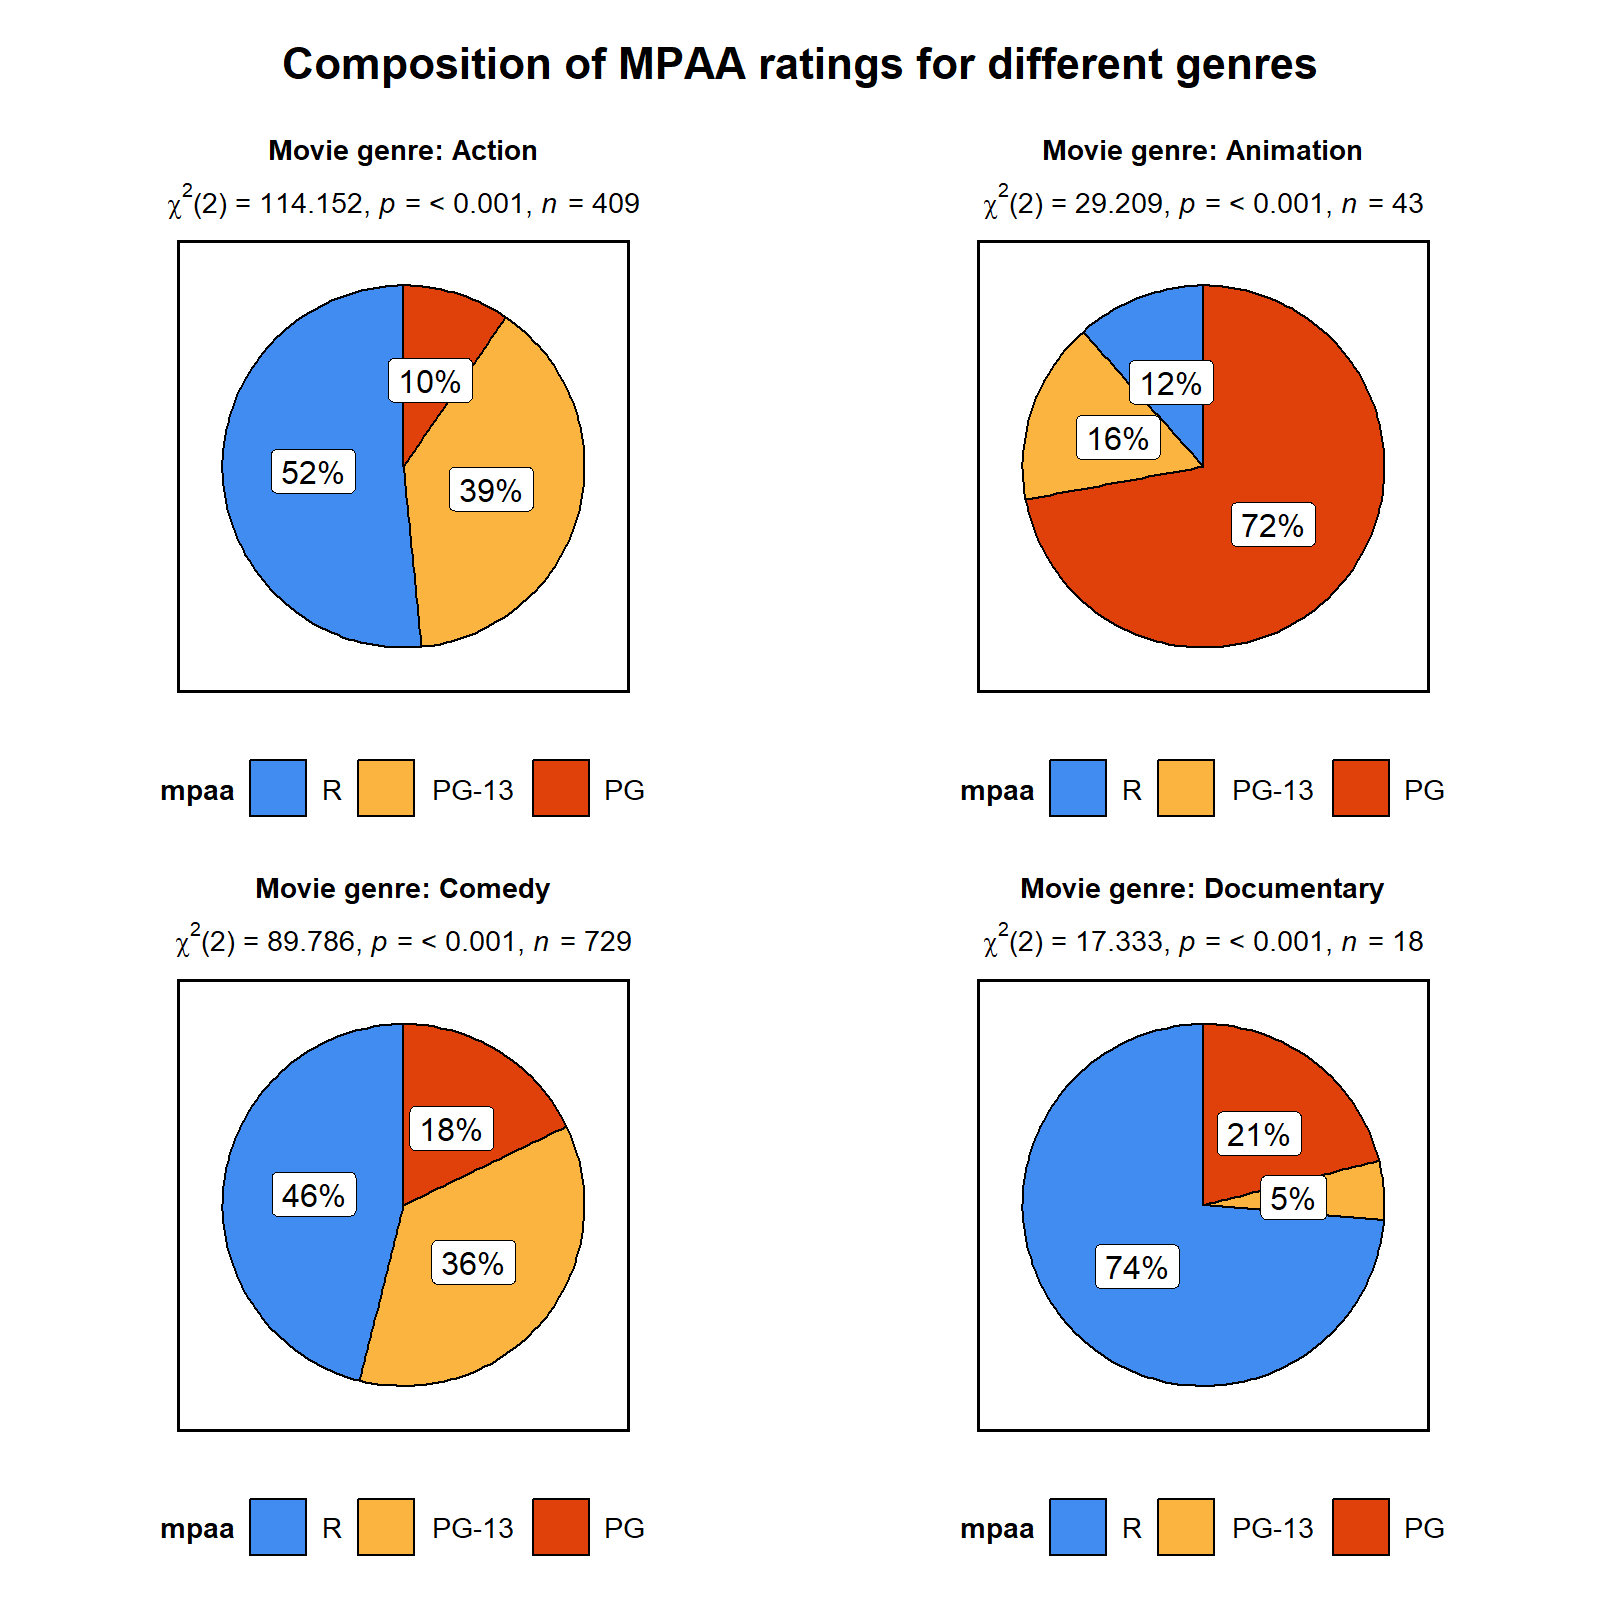 Composition of MPAA ratings for different genres
Movie genre: Action
χ²(2) = 114.152, p = < 0.001, n = 409
10%
52%
39%
mpaa R PG-13 PG
Movie genre: Animation
χ²(2) = 29.209, p = < 0.001, n = 43
12%
16%
72%
mpaa R PG-13 PG
Movie genre: Comedy
χ²(2) = 89.786, p = < 0.001, n = 729
18%
46%
36%
mpaa R PG-13 PG
Movie genre: Documentary
χ²(2) = 17.333, p = < 0.001, n = 18
21%
5%
74%
mpaa R PG-13 PG